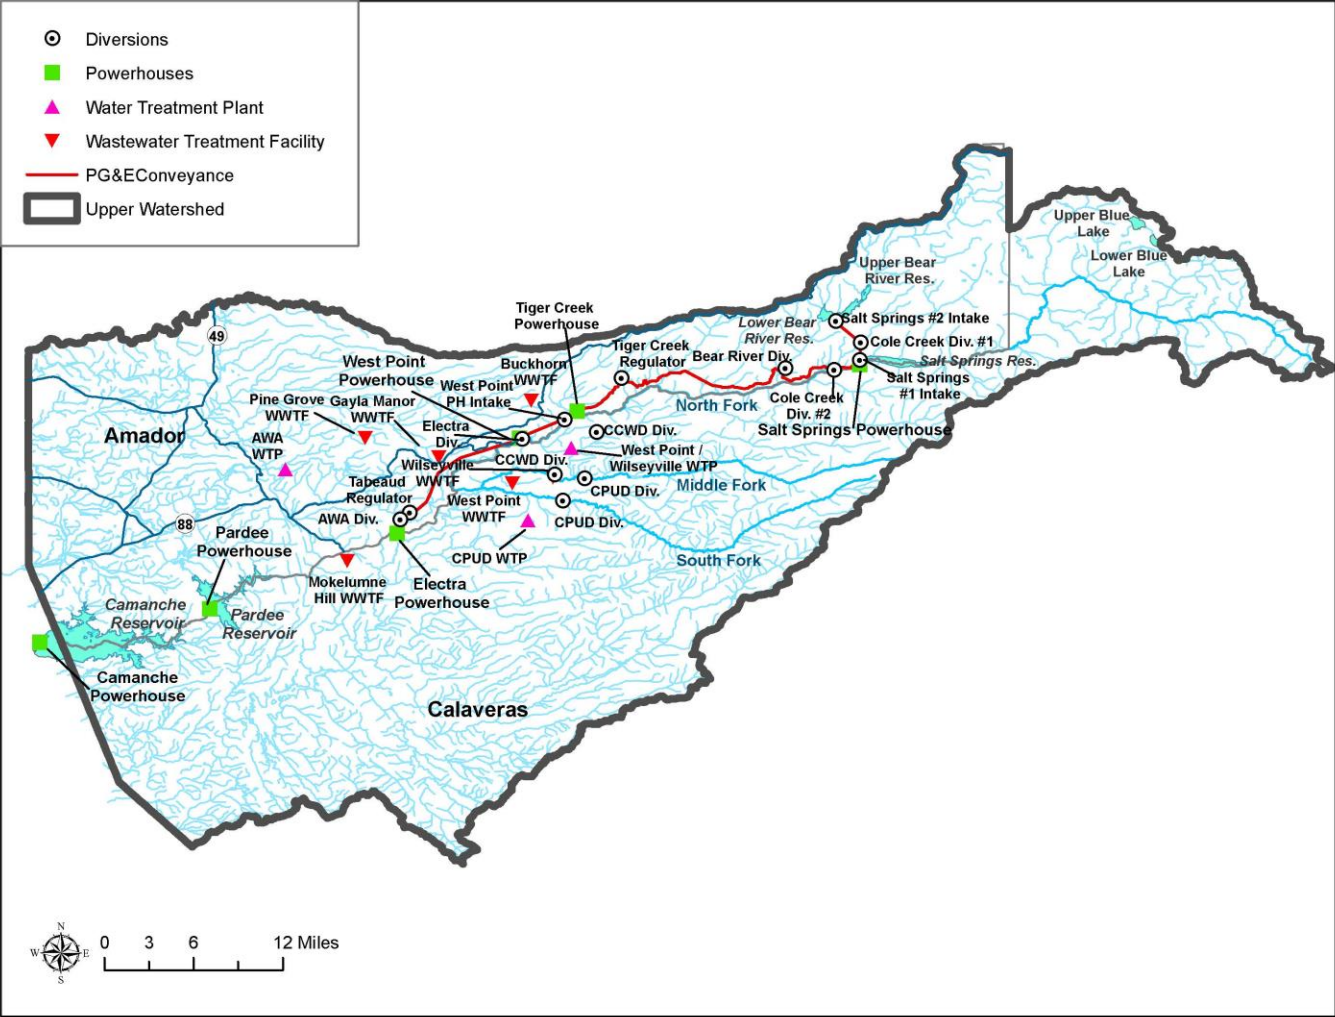 Diversions
Powerhouses
Water Treatment Plant
Wastewater Treatment Facility
PG&EConveyance
Upper Watershed
Upper Blue
Lake
Lower Blue
Lake
Upper Bear
River Res.
Salt Springs #2 Intake
Lower Bear
River Res.
Cole Creek Div. #1
Salt Springs Res.
Salt Springs
#1 Intake
Tiger Creek
Powerhouse
Tiger Creek
Regulator
Bear River Div.
Cole Creek
Div. #2
Salt Springs Powerhouse
North Fork
49
West Point
Powerhouse
Buckhorn
WWTF
West Point
PH Intake
Pine Grove
WWTF
Gayla Manor
WWTF
Electra
Div.
CCWD Div.
Amador
AWA
WTP
West Point /
Wilseyville WTP
CCWD Div.
Wilseyville
WWTF
Tabeaud
Regulator
CPUD Div.
Middle Fork
West Point
WWTF
AWA Div.
CPUD Div.
88
Pardee
Powerhouse
CPUD WTP
South Fork
Mokelumne
Hill WWTF
Electra
Powerhouse
Camanche
Reservoir
Pardee
Reservoir
Camanche
Powerhouse
Calaveras
N
W
E
S
0 3 6 12 Miles